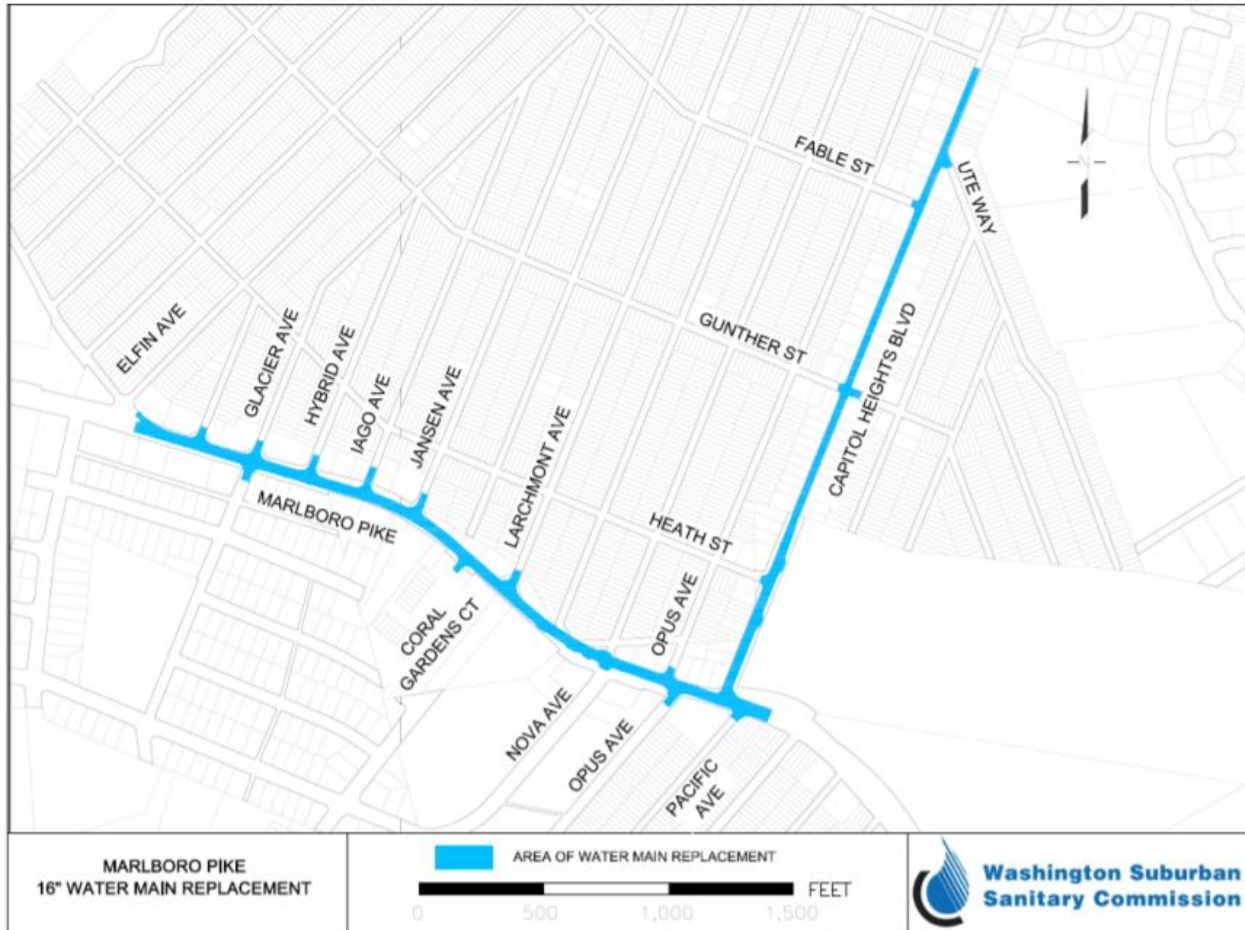 FABLE ST
UTE WAY
N
GUNTHER ST
CAPITOL HEIGHTS BLVD
ELFIN AVE
GLACIER AVE
HYBRID AVE
IAGO AVE
JANSEN AVE
LARCHMONT AVE
MARLBORO PIKE
HEATH ST
CORAL
GARDENS CT
OPUS AVE
NOVA AVE
OPUS AVE
PACIFIC
AVE
MARLBORO PIKE
16" WATER MAIN REPLACEMENT
AREA OF WATER MAIN REPLACEMENT
FEET
0 500 1,000 1,500
Washington Suburban
Sanitary Commission